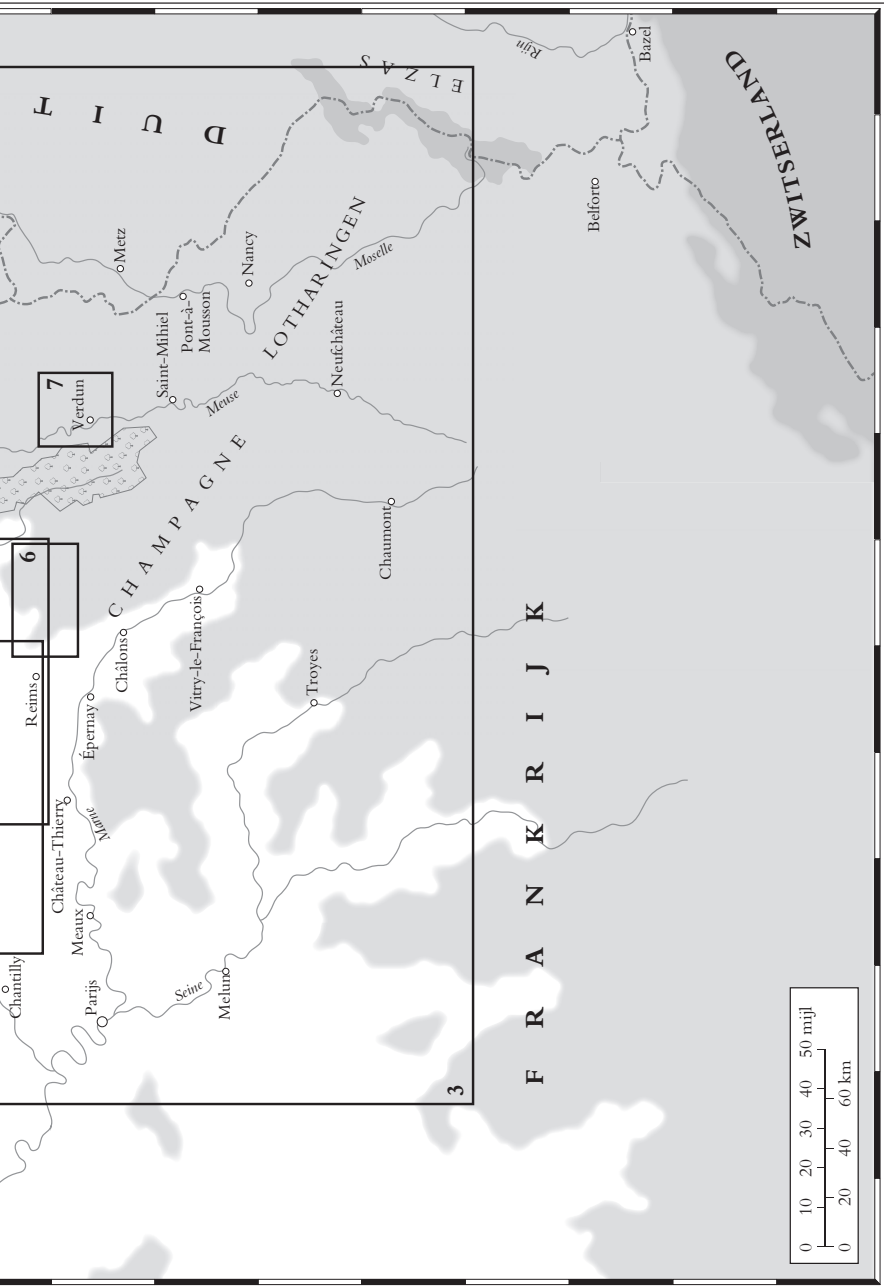 D U I T
E L Z A S
Rijn
Bazel
ZWITSERLAND
Belfort
Metz
Nancy
Moselle
LOTHARINGEN
Pont-à-
Mousson
Saint-Mihiel
Neufchâteau
Meuse
7
Verdun
CHAMPAGNE
Chaumont
6
Châlons
Vitry-le-François
Troyes
Reims
Épernay
Château-Thierry
Marne
Meaux
Chantilly
Parijs
Seine
Melun
3
FRANKRIJK
0 10 20 30 40 50 mijl
0 20 40 60 km